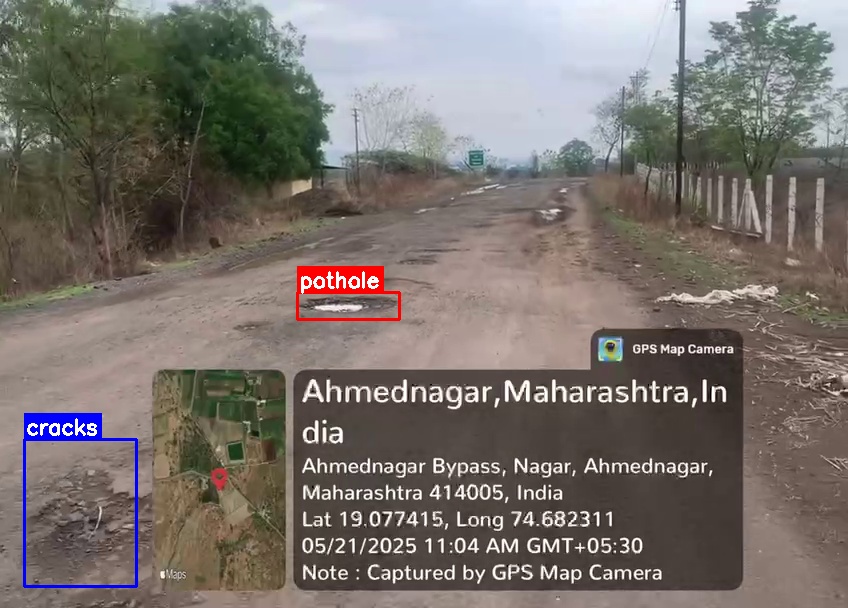 pothole
GPS Map Camera
Ahmednagar,Maharashtra,In
dia
cracks
Ahmednagar Bypass, Nagar, Ahmednagar,
Maharashtra 414005, India
Lat 19.077415, Long 74.682311
05/21/2025 11:04 AM GMT+05:30
Note : Captured by GPS Map Camera
Maps